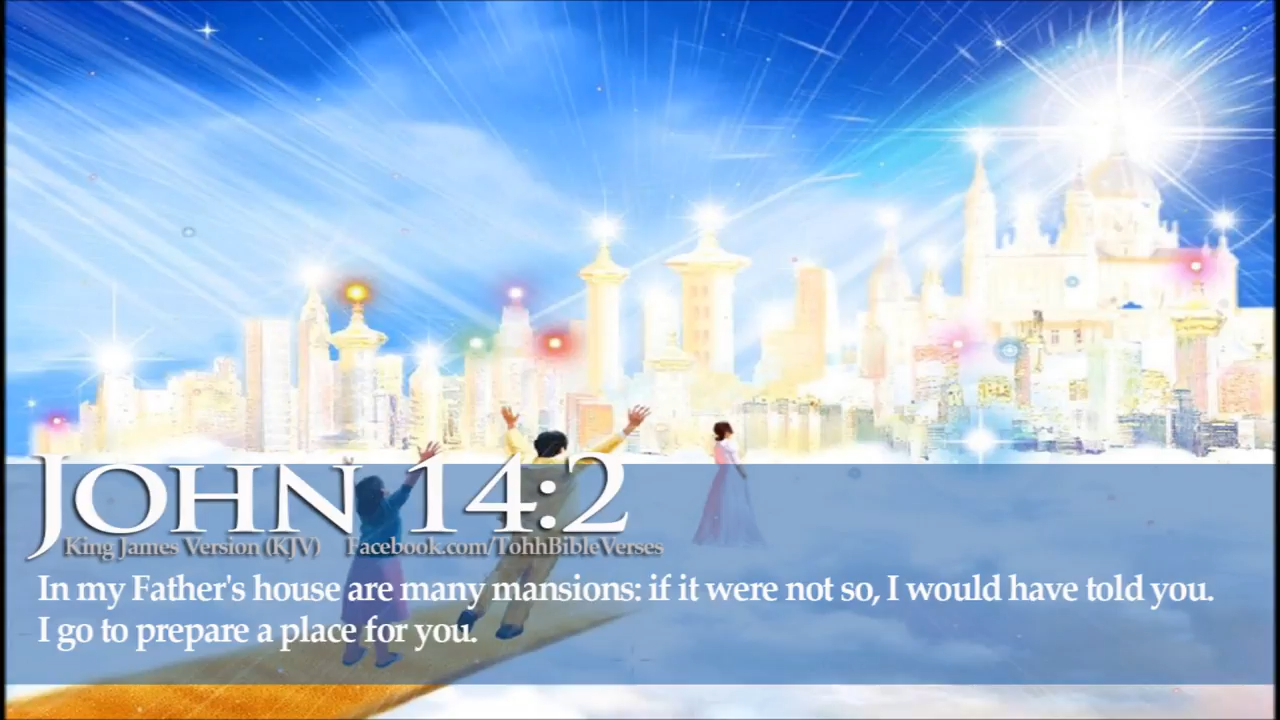 John 14:2
King James Version (KJV) Facebook.com/TohhBibleVerses
In my Father's house are many mansions: if it were not so, I would have told you.
I go to prepare a place for you.